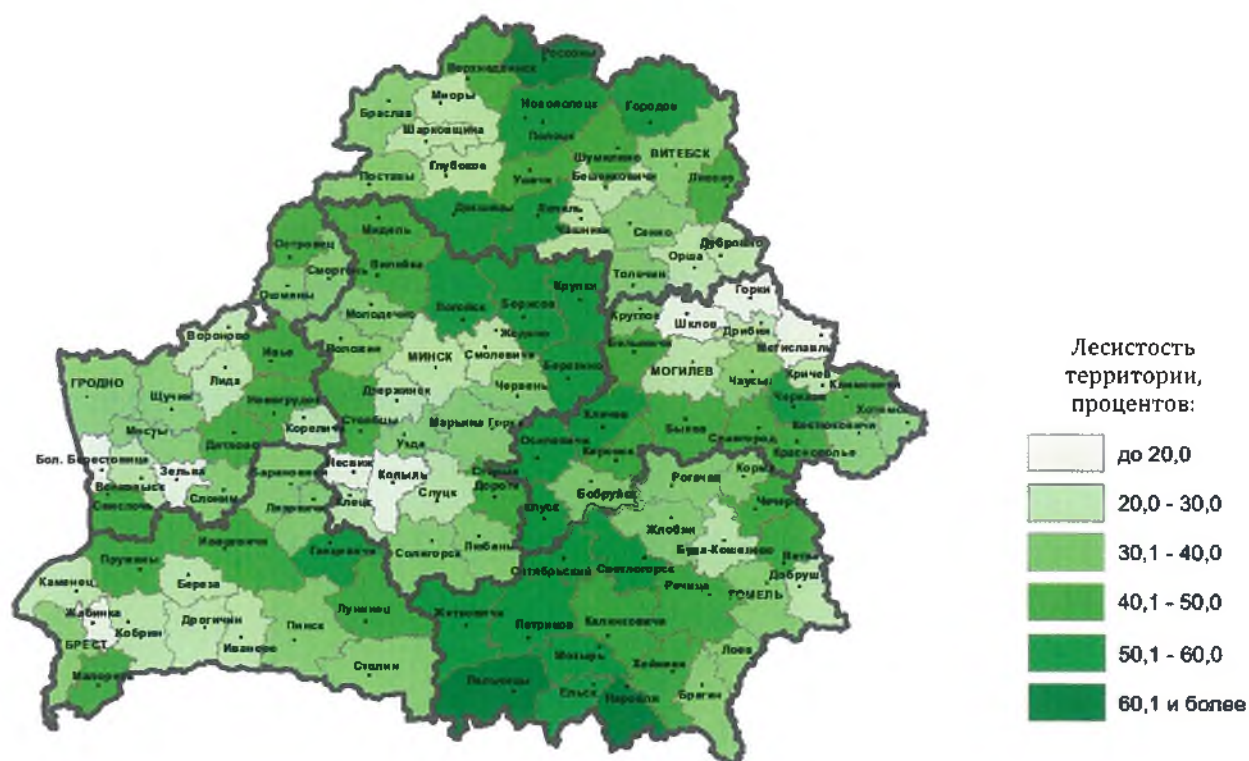 Россоны
Верхнедвинск
Миоры
Новополоцк
Городок
Браслав
Полоцк
Шарковщина
Шумилино
ВИТЕБСК
Глубокое
Бешенковичи
Лиозно
Поставы
Ушачи
Докшицы
Лепель
Чашники
Сенно
Дубровно
Мядель
Орша
Островец
Вилейка
Толочин
Сморгонь
Ошмяны
Крупки
Горки
Логойск
Борисов
Молодечно
Круглое
Шклов
Дрибин
Вороново
Жодино
Мстиславль
Воложин
МИНСК
Смолевичи
Белыничи
Ивье
Березино
МОГИЛЕВ
Кричев
Климовичи
Лида
Чаусы
ГРОДНО
Дзержинск
Червень
Чериков
Щучин
Новогрудок
Хотимск
Столбцы
Кличев
Костюковичи
Мосты
Кореличи
Марьина Горка
Быхов
Славгород
Дятлово
Узда
Осиповичи
Краснополье
Бол. Берестовица
Зельва
Барановичи
Несвиж
Копыль
Старые
Кировск
Корма
Волковыск
Слуцк
Дороги
Рогачев
Свислочь
Слоним
Ляховичи
Клецк
Бобруйск
Чечерск
Глуск
Жлобин
Ивацевичи
Солигорск
Любань
Буда-Кошелево
Ветка
Пружаны
Ганцевичи
Октябрьский
Светлогорск
Добруш
Каменец
Береза
Речица
ГОМЕЛЬ
Жабинка
Лунинец
Житковичи
Дрогичин
Петриков
Калинковичи
БРЕСТ
Кобрин
Пинск
Иваново
Мозырь
Лоев
Столин
Хойники
Малорита
Лельчицы
Ельск
Наровля
Брагин
Лесистость
территории,
процентов:
до 20,0
20,0 - 30,0
30,1 - 40,0
40,1 - 50,0
50,1 - 60,0
60,1 и более